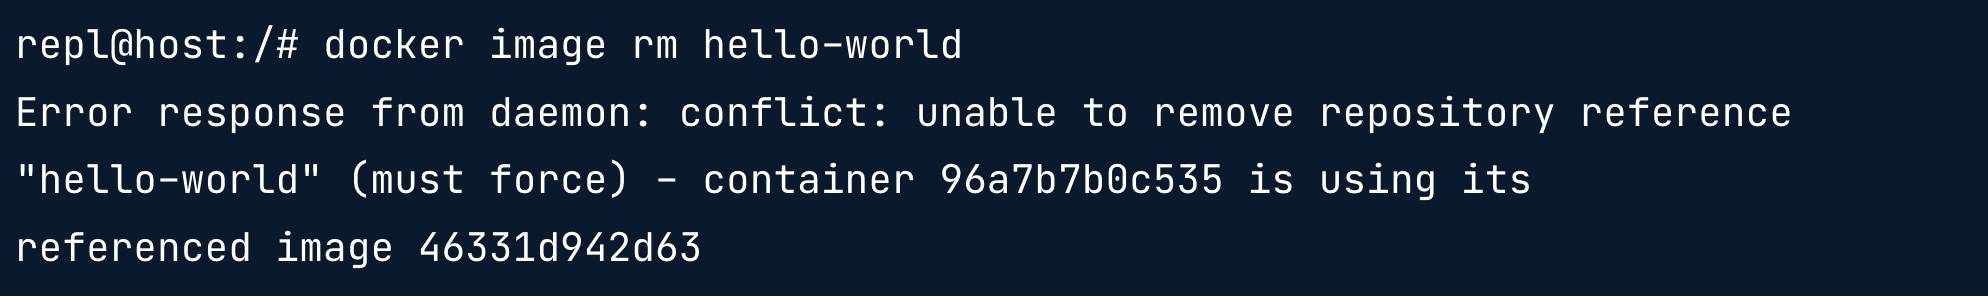 repl@host:/# docker image rm hello-world
Error response from daemon: conflict: unable to remove repository reference
"hello-world" (must force) - container 96a7b7b0c535 is using its
referenced image 46331d942d63